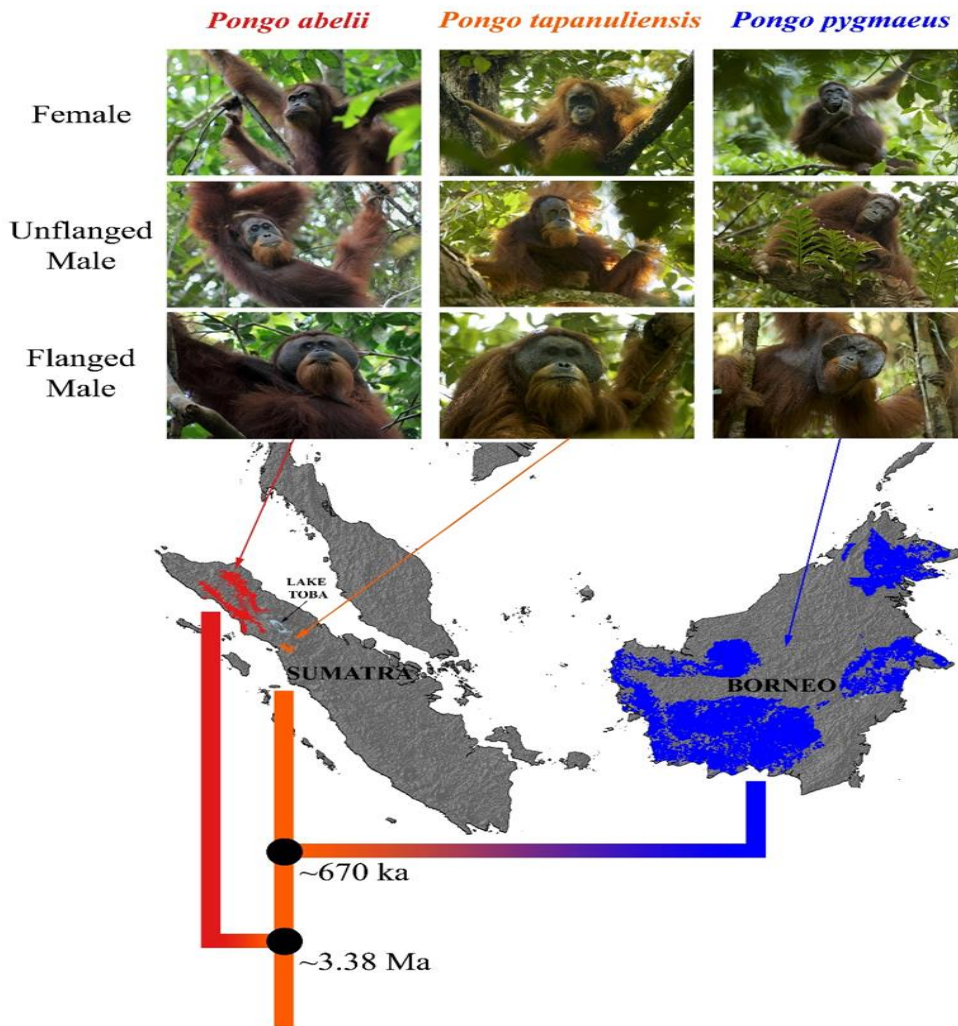 Pongo abelii
Pongo tapanuliensis
Pongo pygmaeus
Female
Unflanged
Male
Flanged
Male
LAKE
TOBA
SUMATRA
BORNEO
~670 ka
~3.38 Ma